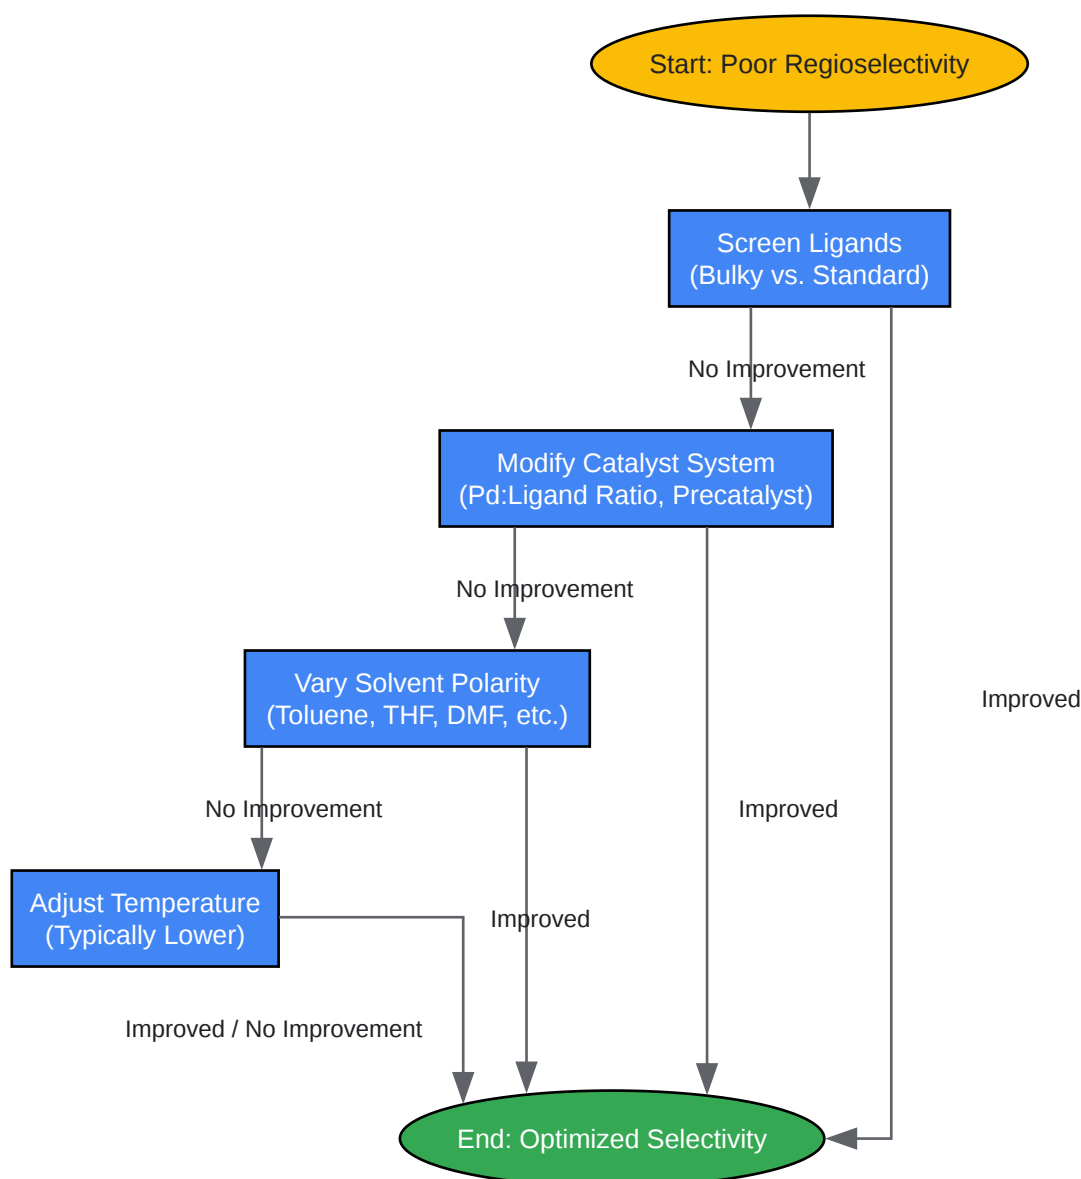 Start: Poor Regioselectivity
Screen Ligands
(Bulky vs. Standard)
No Improvement
Modify Catalyst System
(Pd:Ligand Ratio, Precatalyst)
No Improvement
Vary Solvent Polarity
(Toluene, THF, DMF, etc.)
Improved
No Improvement
Improved
Adjust Temperature
(Typically Lower)
Improved
Improved / No Improvement
End: Optimized Selectivity